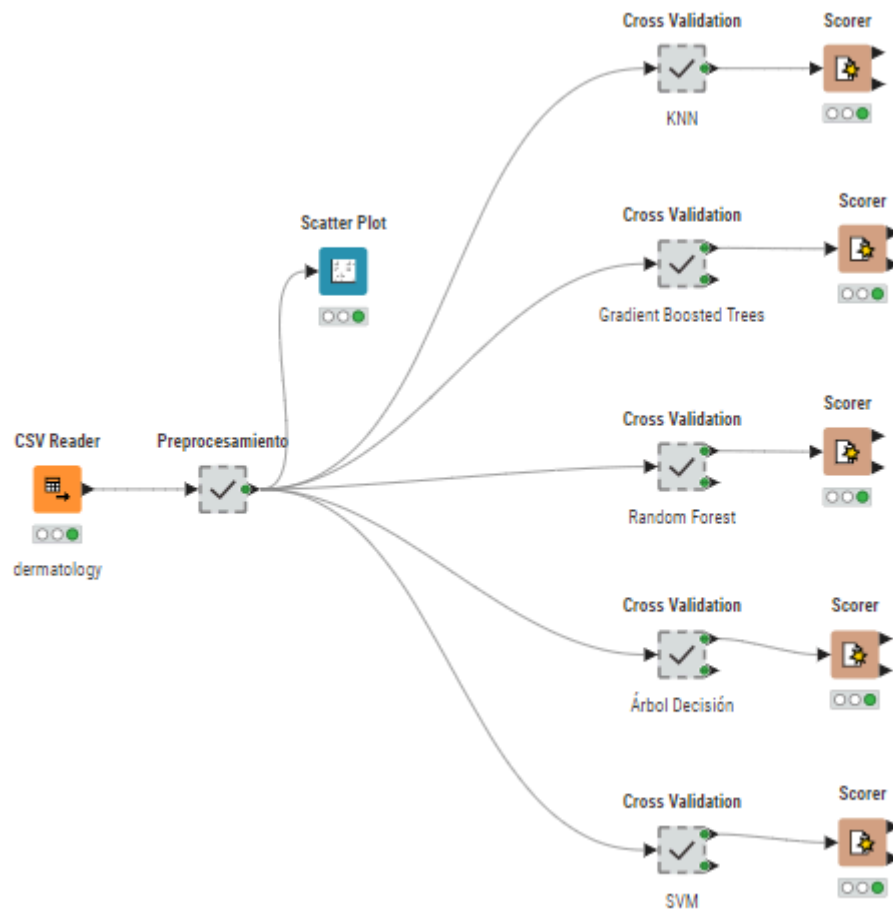 Cross Validation
Scorer
KNN
Cross Validation
Scorer
Scatter Plot
Gradient Boosted Trees
Cross Validation
Scorer
CSV Reader
Preprocesamiento
Random Forest
dermatology
Cross Validation
Scorer
Árbol Decisión
Cross Validation
Scorer
SVM